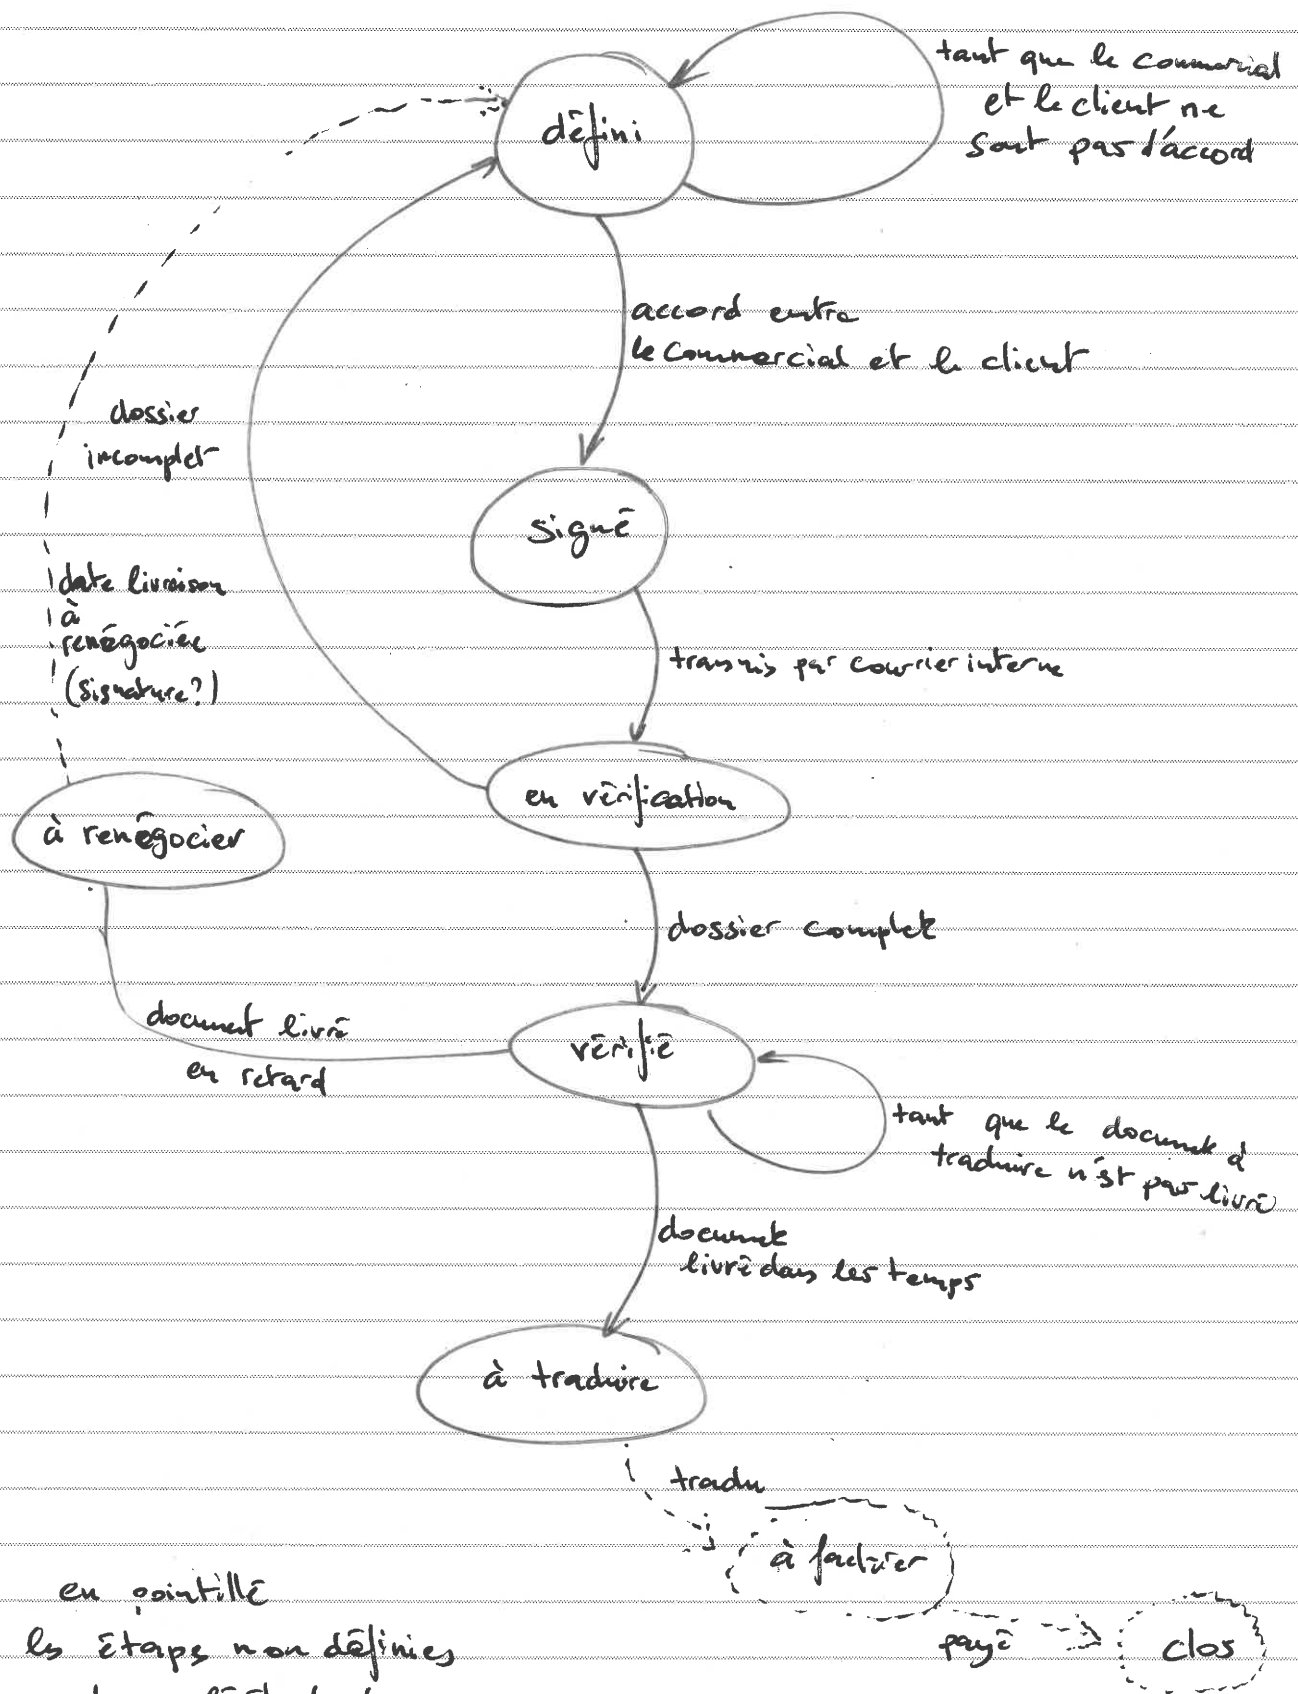 tant que le commercial
et le client ne
sont pas d'accord
défini
accord entre
le commercial et le client
dossier
incomplet
signé
date livraison
à
renégociée
(signature?)
transmis par courrier interne
en vérification
à renégocier
dossier complet
document livré
en retard
vérifié
tant que le document à
traduire n'est pas livré
document
livré dans les temps
à traduire
tradu
à facturer
en pointillé
les étapes non définies
payé
clos